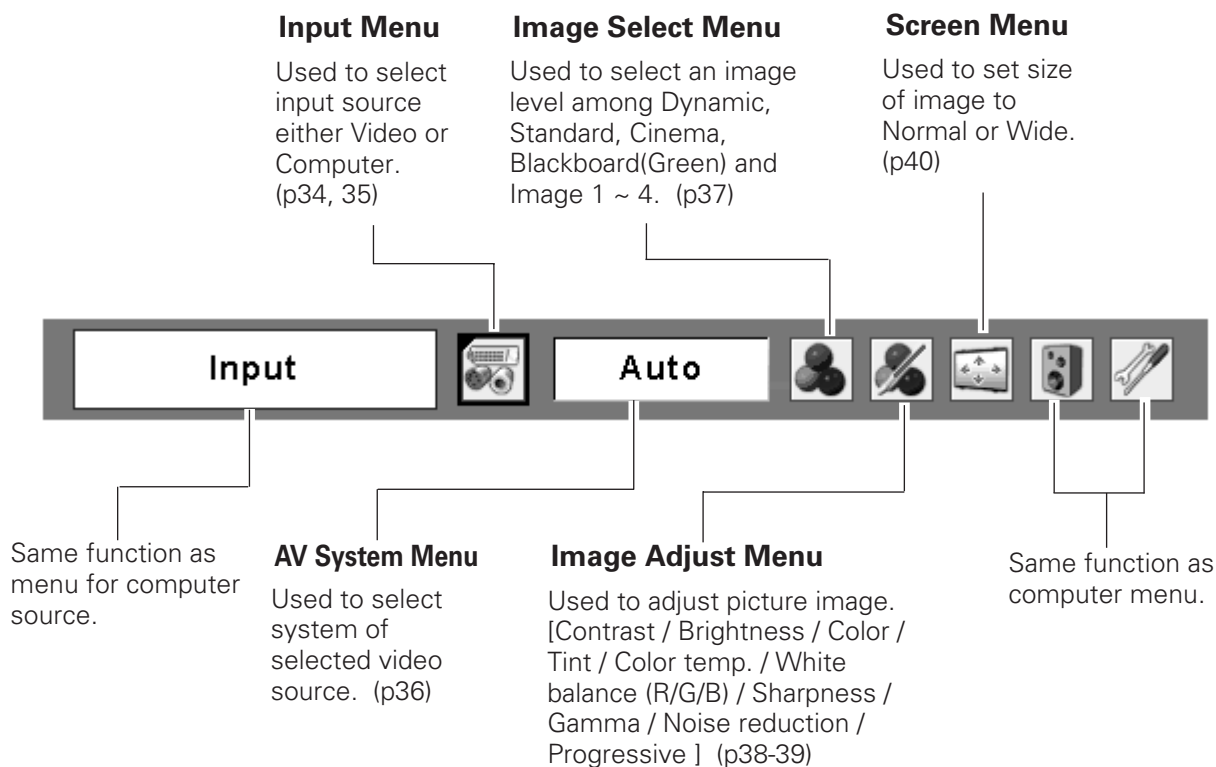 Input Menu
Used to select
input source
either Video or
Computer.
(p34, 35)
Image Select Menu
Used to select an image
level among Dynamic,
Standard, Cinema,
Blackboard(Green) and
Image 1 ~ 4. (p37)
Screen Menu
Used to set size
of image to
Normal or Wide.
(p40)
Input
Auto
Same function as
menu for computer
source.
AV System Menu
Used to select
system of
selected video
source. (p36)
Image Adjust Menu
Used to adjust picture image.
[Contrast / Brightness / Color /
Tint / Color temp. / White
balance (R/G/B) / Sharpness /
Gamma / Noise reduction /
Progressive ] (p38-39)
Same function as
computer menu.